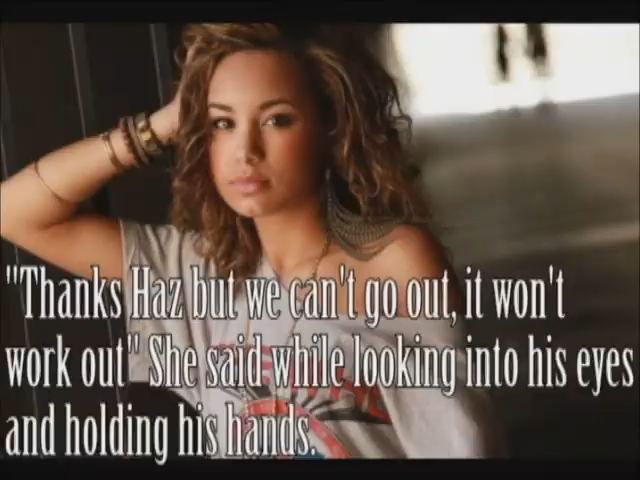 "Thanks Haz but we can't go out, it won't
work out" She said while looking into his eyes
and holding his hands.